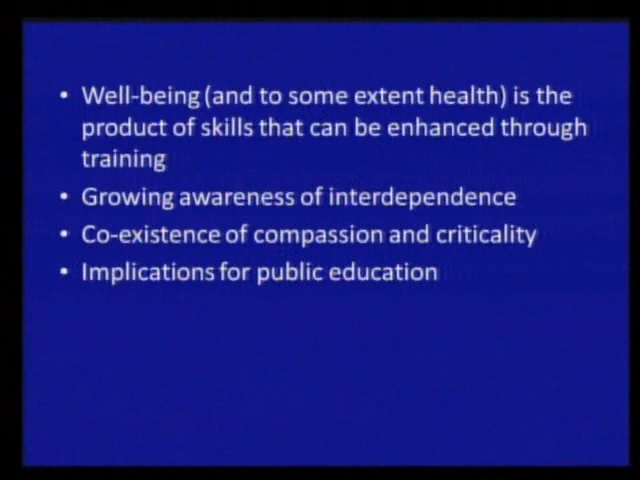 • Well-being (and to some extent health) is the
product of skills that can be enhanced through
training
• Growing awareness of interdependence
• Co-existence of compassion and criticality
• Implications for public education